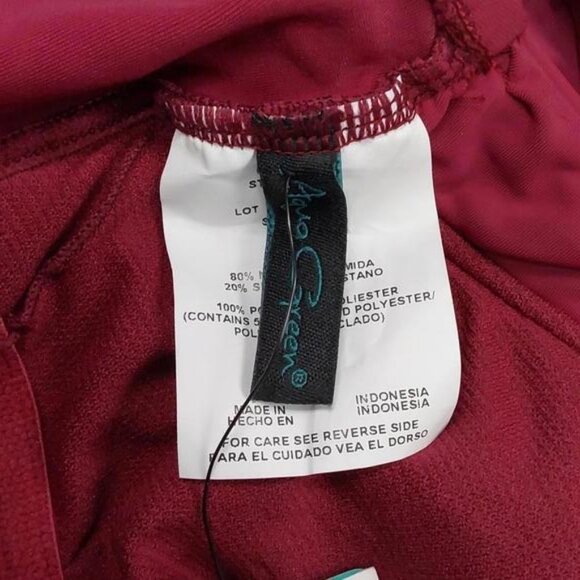 ST
LOT
S
80% N MIDA
20% S STANO
100% PO OLIESTER
(CONTAINS 5 D POLYESTER/
POL CLADO)
Green®
MADE IN INDONESIA
HECHO EN INDONESIA
FOR CARE SEE REVERSE SIDE
PARA EL CUIDADO VEA EL DORSO